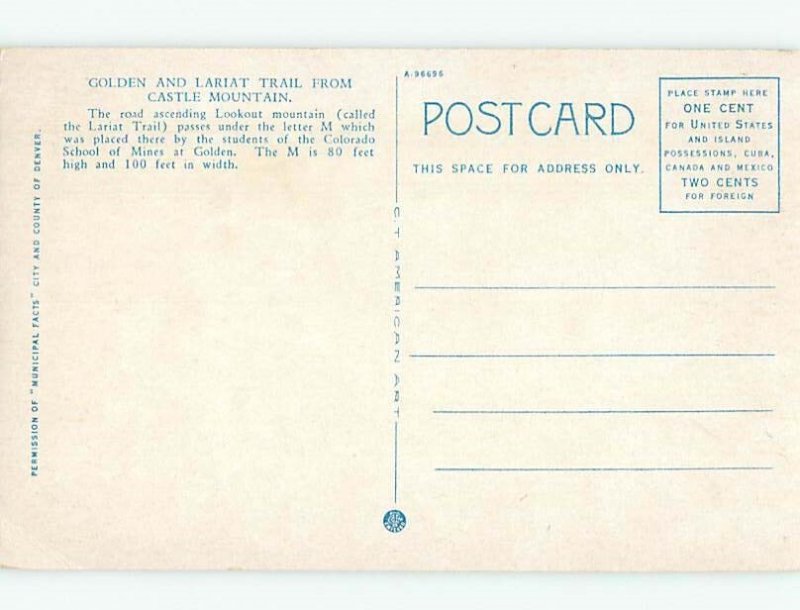 GOLDEN AND LARIAT TRAIL FROM
CASTLE MOUNTAIN.
The road ascending Lookout mountain (called
the Lariat Trail) passes under the letter M which
was placed there by the students of the Colorado
School of Mines at Golden. The M is 80 feet
high and 100 feet in width.
PERMISSION OF "MUNICIPAL FACTS" CITY AND COUNTY OF DENVER.
C.T. AMERICAN ART
A-96695
POST CARD
THIS SPACE FOR ADDRESS ONLY.
PLACE STAMP HERE
ONE CENT
FOR UNITED STATES
AND ISLAND
POSSESSIONS, CUBA,
CANADA AND MEXICO
TWO CENTS
FOR FOREIGN